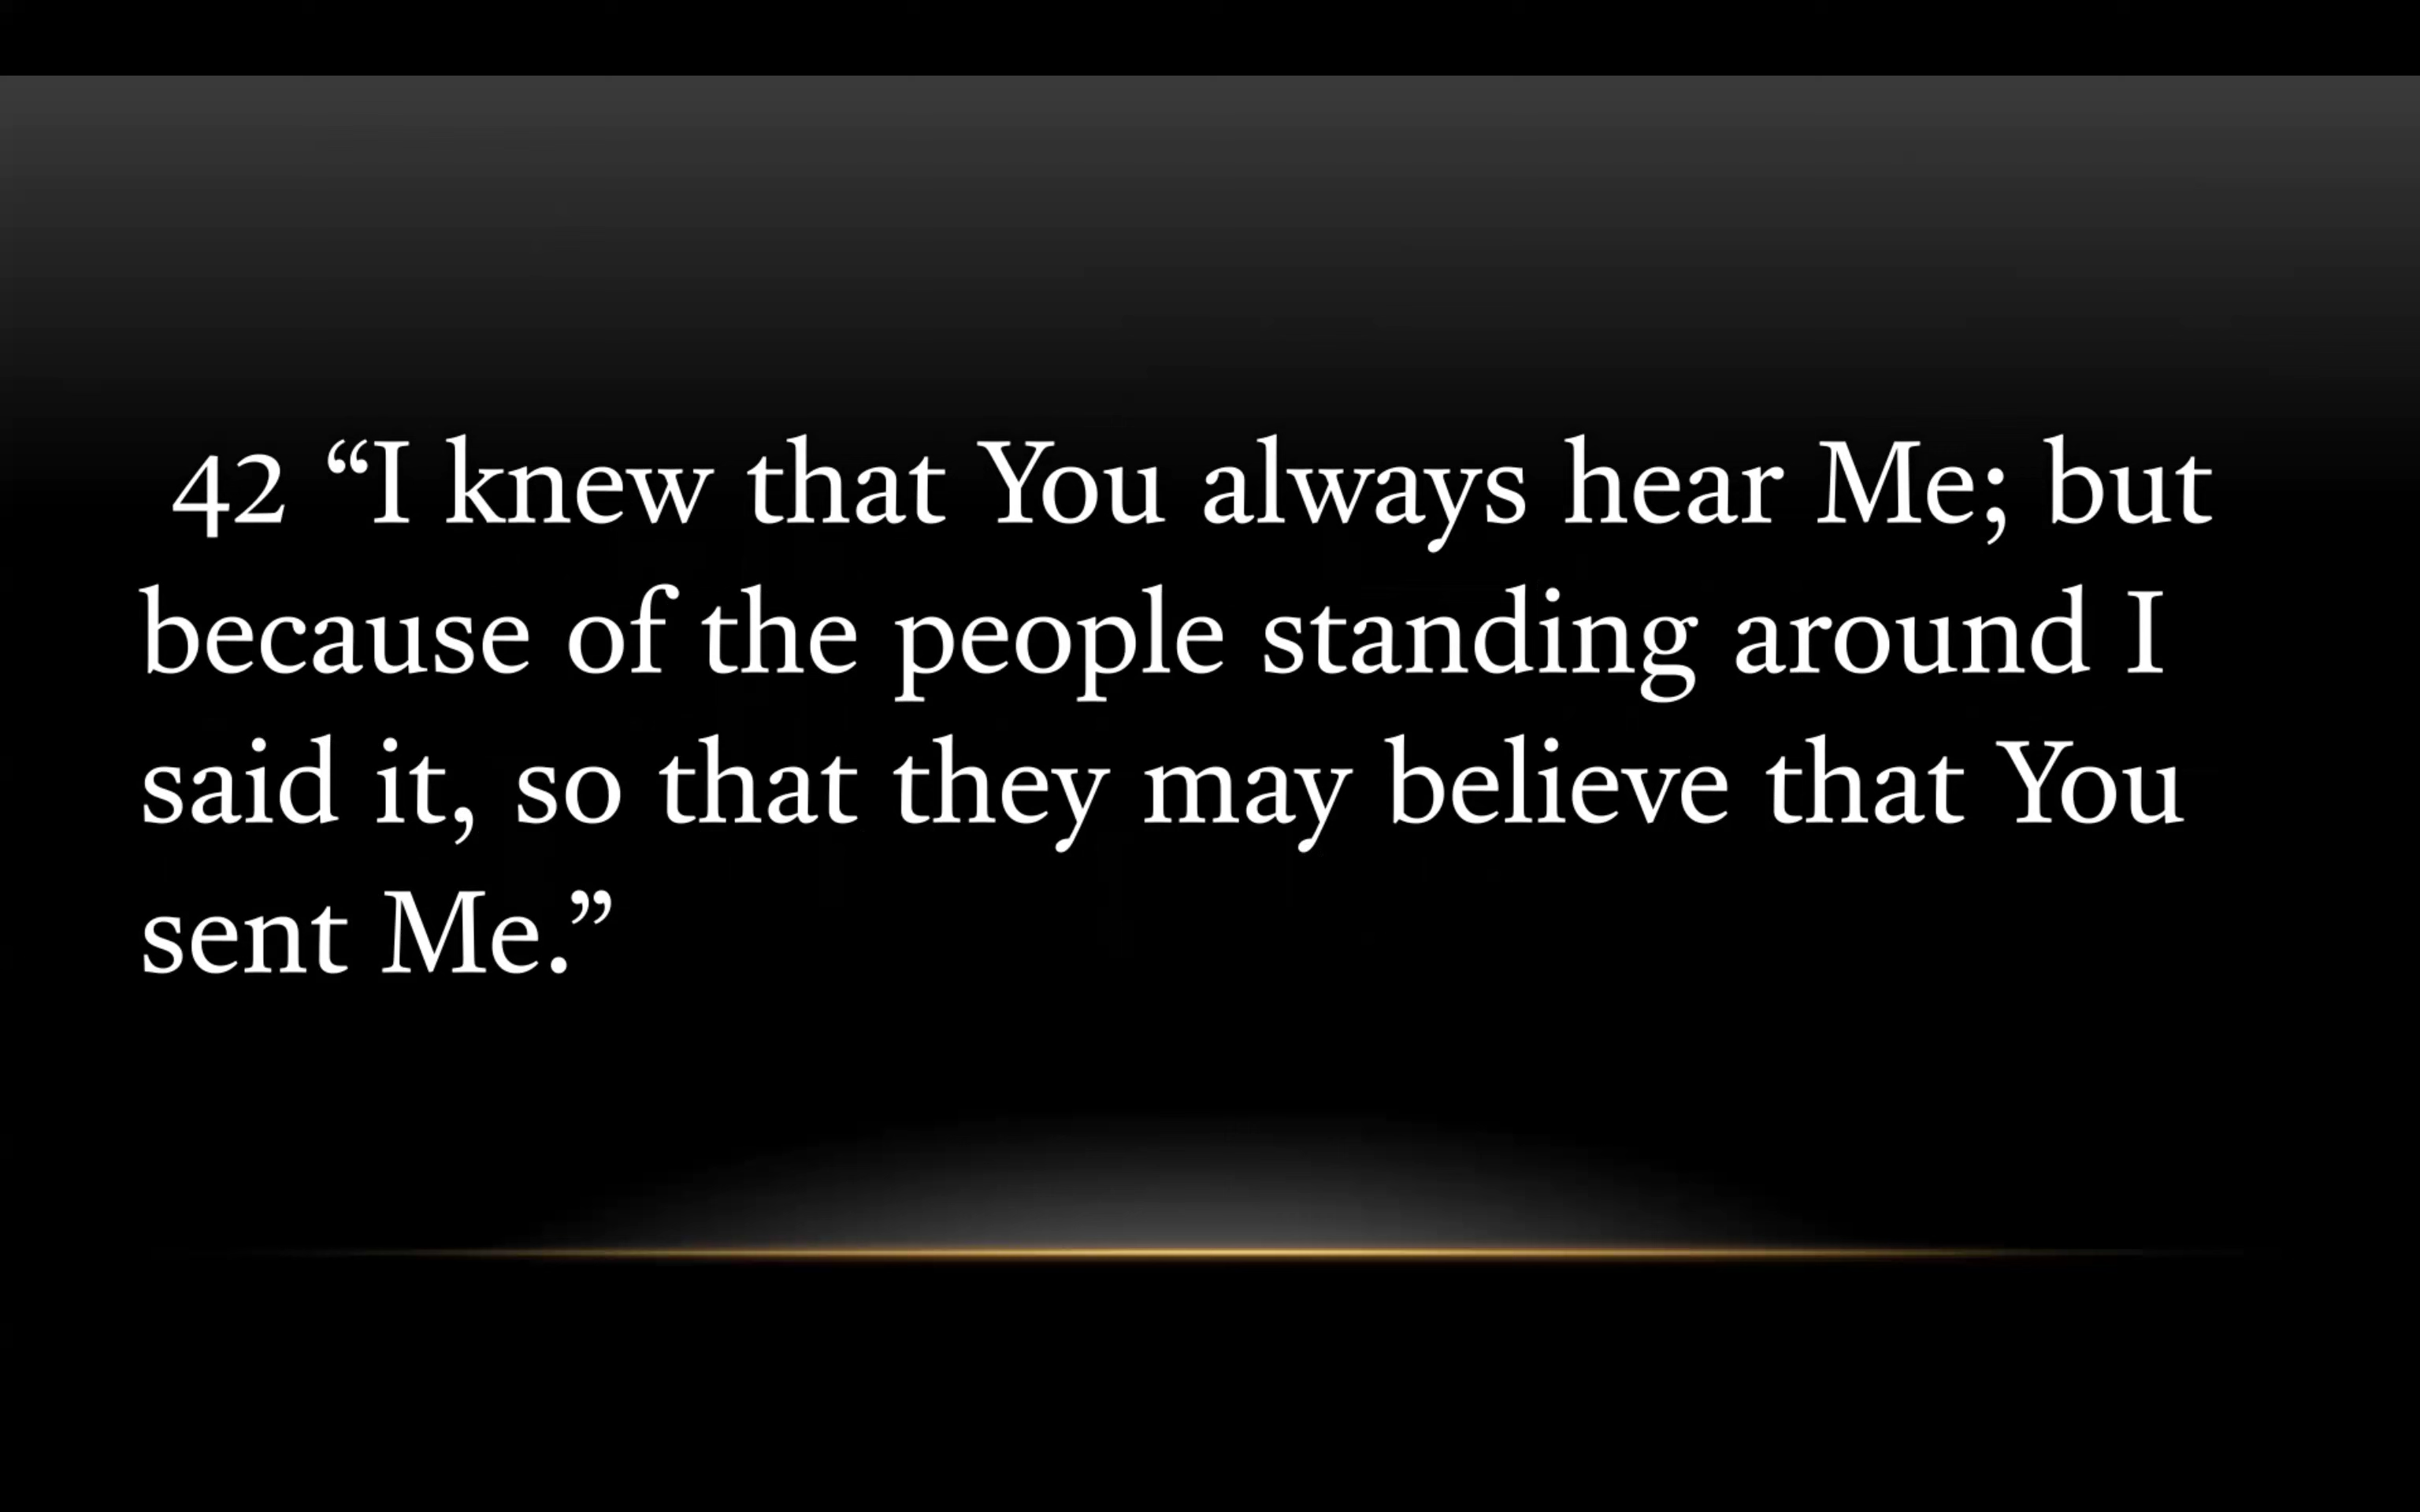 42 “I knew that You always hear Me; but
because of the people standing around I
said it, so that they may believe that You
sent Me.”